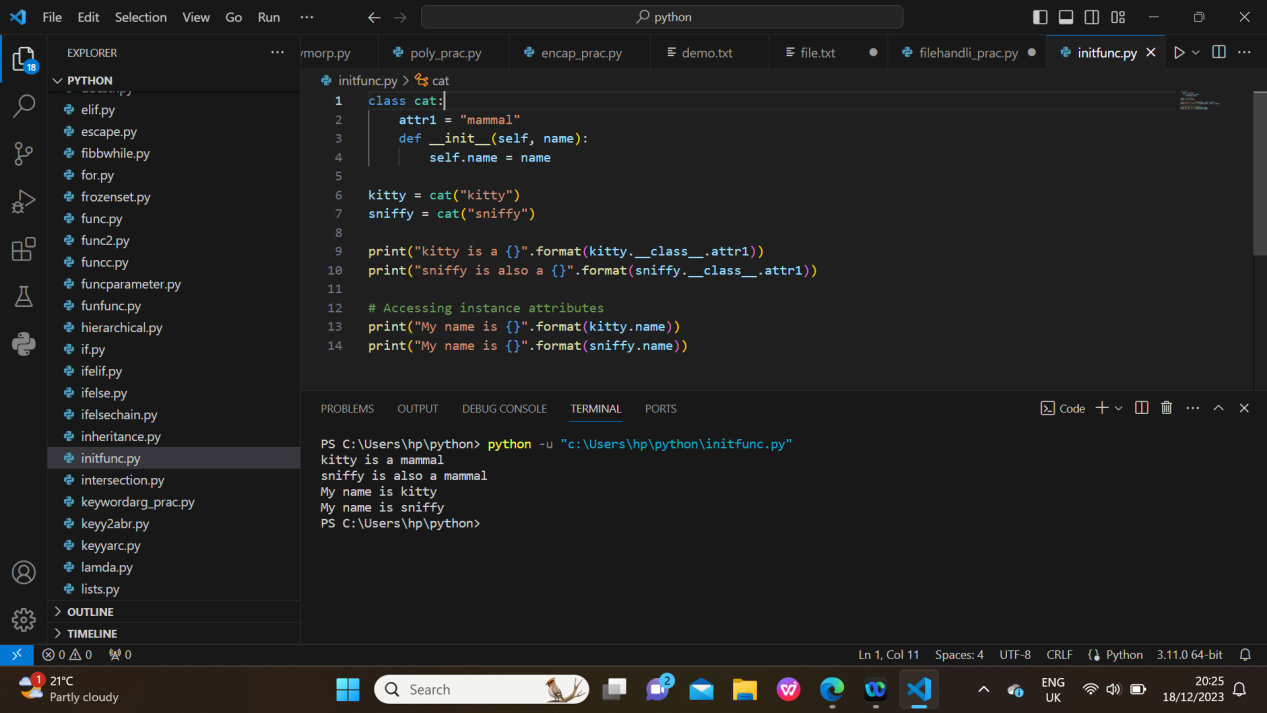 File Edit Selection View Go Run ···
python
EXPLORER ···
ymorp.py poly_prac.py encap_prac.py demo.txt file.txt filehandli_prac.py initfunc.py
PYTHON
elif.py
escape.py
fibbwhile.py
for.py
frozenset.py
func.py
func2.py
funcc.py
funcparameter.py
funfunc.py
hierarchical.py
if.py
ifelif.py
ifelse.py
ifelsechain.py
inheritance.py
initfunc.py
intersection.py
keywordarg_prac.py
keyy2abr.py
keyyarc.py
lamda.py
lists.py
OUTLINE
TIMELINE
18
initfunc.py > cat
1 class cat:
2 attr1 = "mammal"
3 def __init__(self, name):
4 self.name = name
5
6 kitty = cat("kitty")
7 sniffy = cat("sniffy")
8
9 print("kitty is a {}".format(kitty.__class__.attr1))
10 print("sniffy is also a {}".format(sniffy.__class__.attr1))
11
12 # Accessing instance attributes
13 print("My name is {}".format(kitty.name))
14 print("My name is {}".format(sniffy.name))
PROBLEMS OUTPUT DEBUG CONSOLE TERMINAL PORTS
Code
PS C:\Users\hp\python> python -u "c:\Users\hp\python\initfunc.py"
kitty is a mammal
sniffy is also a mammal
My name is kitty
My name is sniffy
PS C:\Users\hp\python>
0 0 0
Ln 1, Col 11 Spaces: 4 UTF-8 CRLF Python 3.11.0 64-bit
1
21°C
Partly cloudy
Search
2
ENG
UK
20:25
18/12/2023